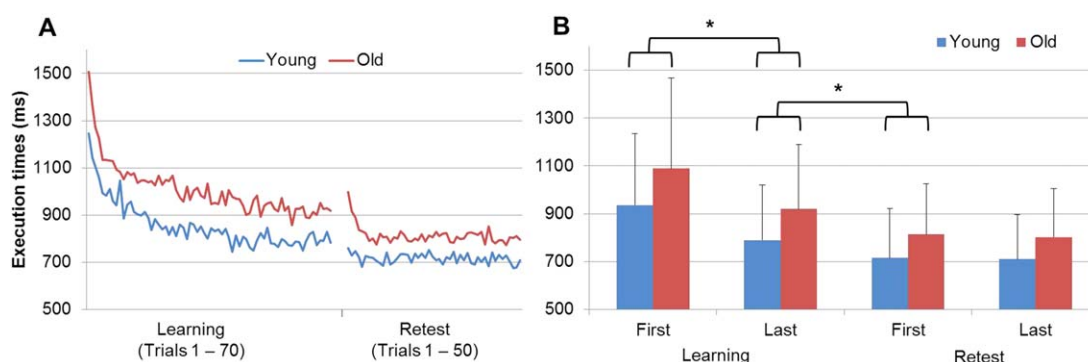 A
Young Old
Execution times (ms)
1500
1300
1100
900
700
500
Learning
(Trials 1 – 70)
Retest
(Trials 1 – 50)
B
Young Old
*
*
1500
1300
1100
900
700
500
First Last First Last
Learning Retest